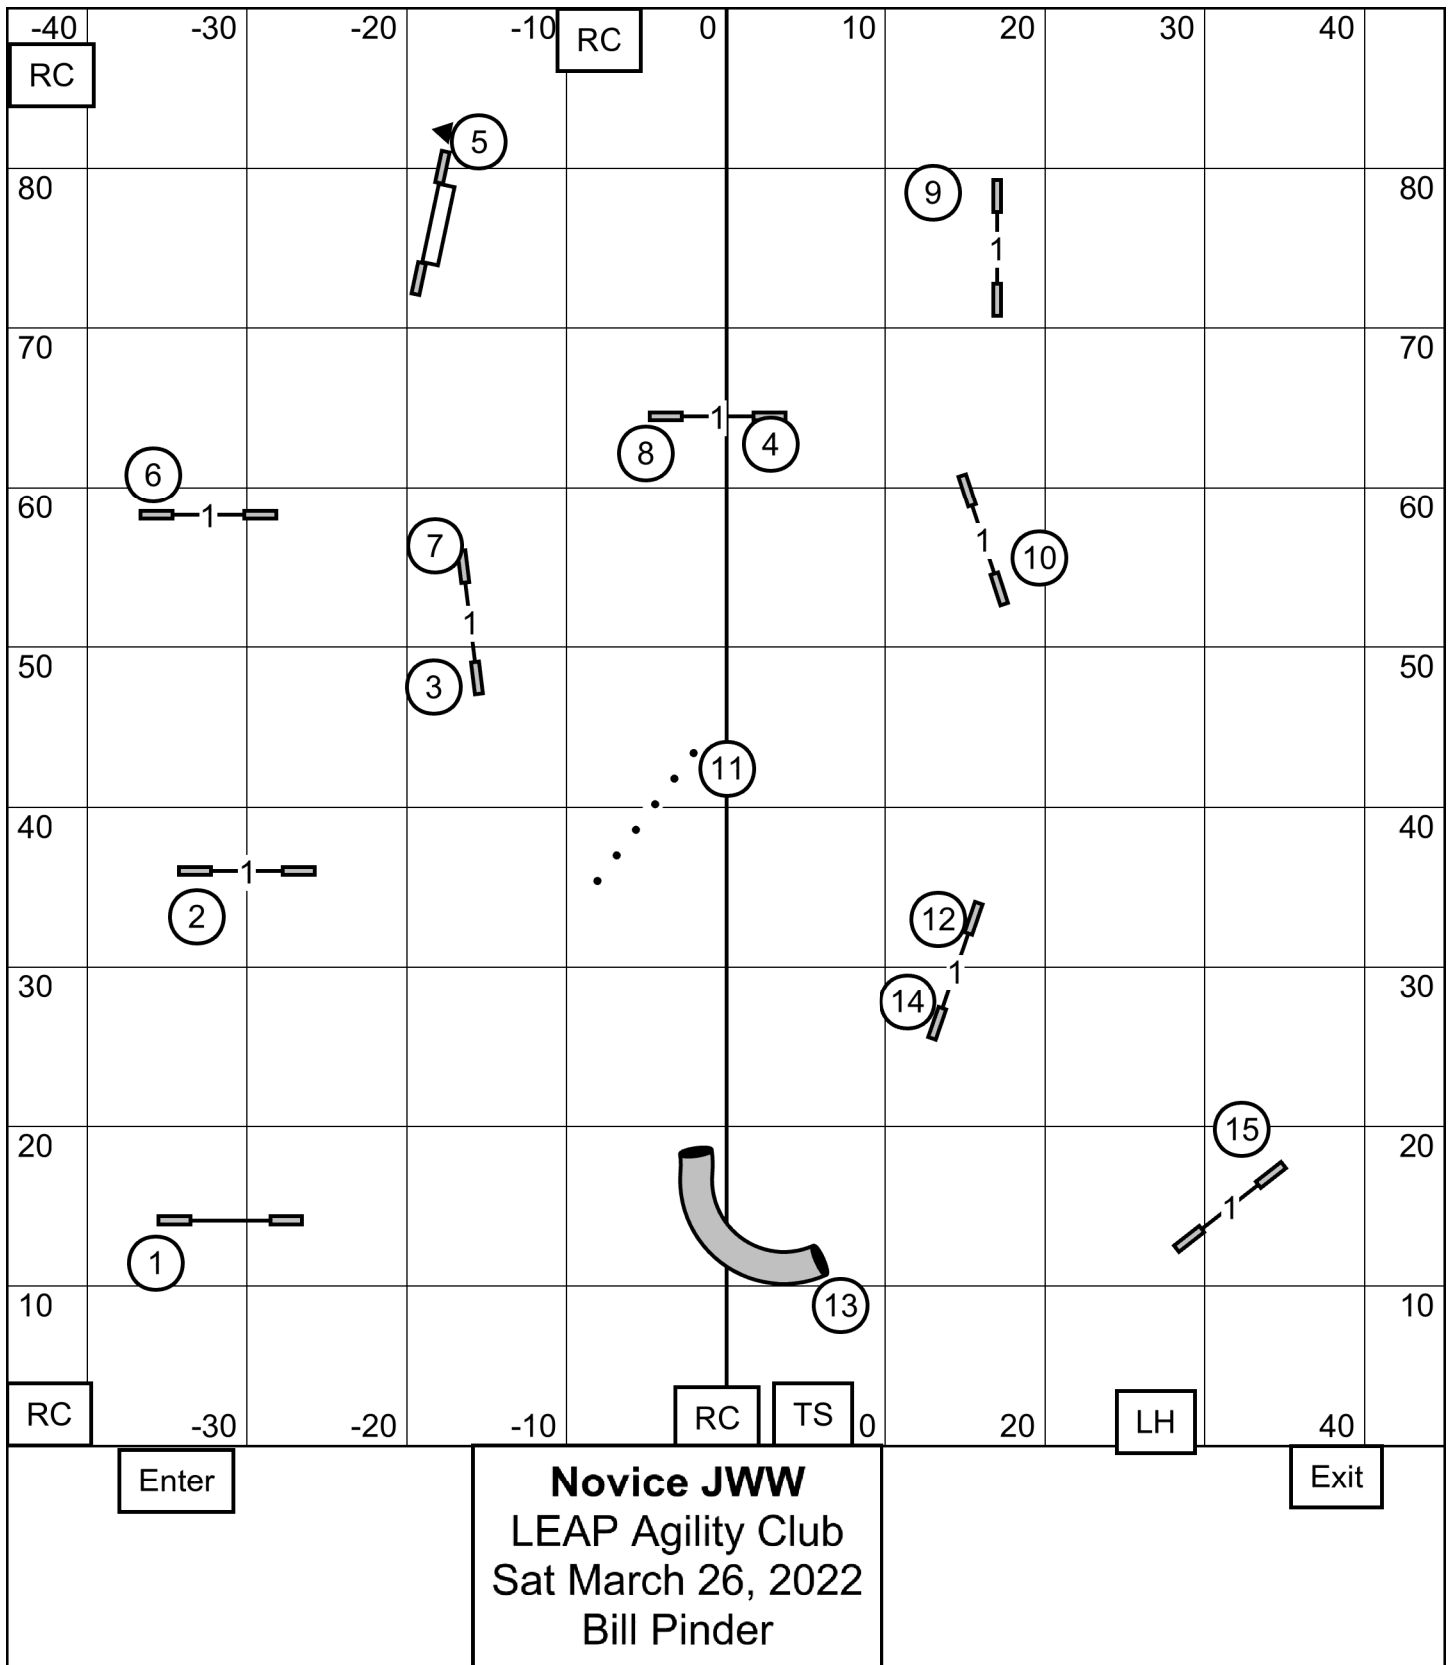 -40 -30 -20 -10 RC 0 10 20 30 40
RC
5
80 9 80
1
70 70
1
8 4
6
60 1 60
7 1 10
1
50 3 50
11
40 40
1
2 12
30 1 30
14
20 15 20
1
1
10 13 10
RC -30 -20 -10 RC TS 0 20 LH 40
Enter Exit
Novice JWW
LEAP Agility Club
Sat March 26, 2022
Bill Pinder